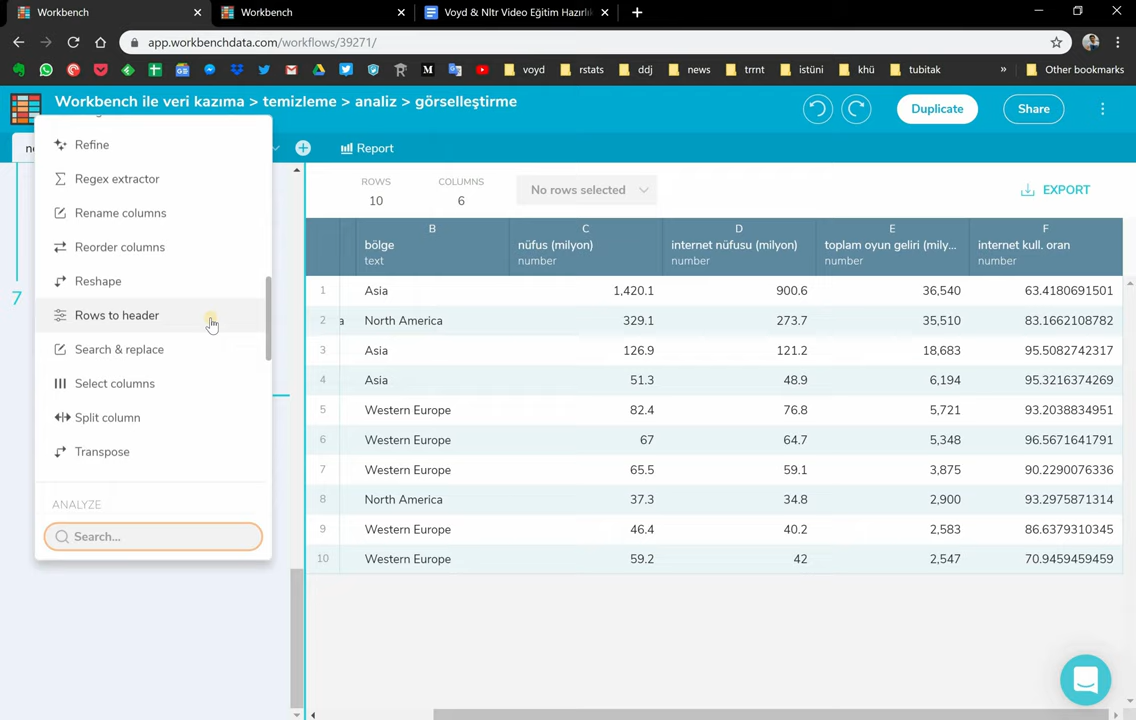 Workbench
Workbench
Voyd & Nltr Video Eğitim Hazırlı
app.workbenchdata.com/workflows/39271/
voyd
rstats
ddj
news
trrnt
istüni
khü
tubitak
»
Other bookmarks
Workbench ile veri kazıma > temizleme > analiz > görselleştirme
Duplicate
Share
Report
Refine
Regex extractor
Rename columns
Reorder columns
Reshape
Rows to header
Search & replace
Select columns
Split column
Transpose
ANALYZE
Search...
7
ROWS
10
COLUMNS
6
No rows selected
EXPORT
B C D E F
bölge nüfus (milyon) internet nüfusu (milyon) toplam oyun geliri (mily... internet kull. oran
text number number number number
1 Asia 1,420.1 900.6 36,540 63.4180691501
2 a North America 329.1 273.7 35,510 83.1662108782
3 Asia 126.9 121.2 18,683 95.5082742317
4 Asia 51.3 48.9 6,194 95.3216374269
5 Western Europe 82.4 76.8 5,721 93.2038834951
6 Western Europe 67 64.7 5,348 96.5671641791
7 Western Europe 65.5 59.1 3,875 90.2290076336
8 North America 37.3 34.8 2,900 93.2975871314
9 Western Europe 46.4 40.2 2,583 86.6379310345
10 Western Europe 59.2 42 2,547 70.9459459459